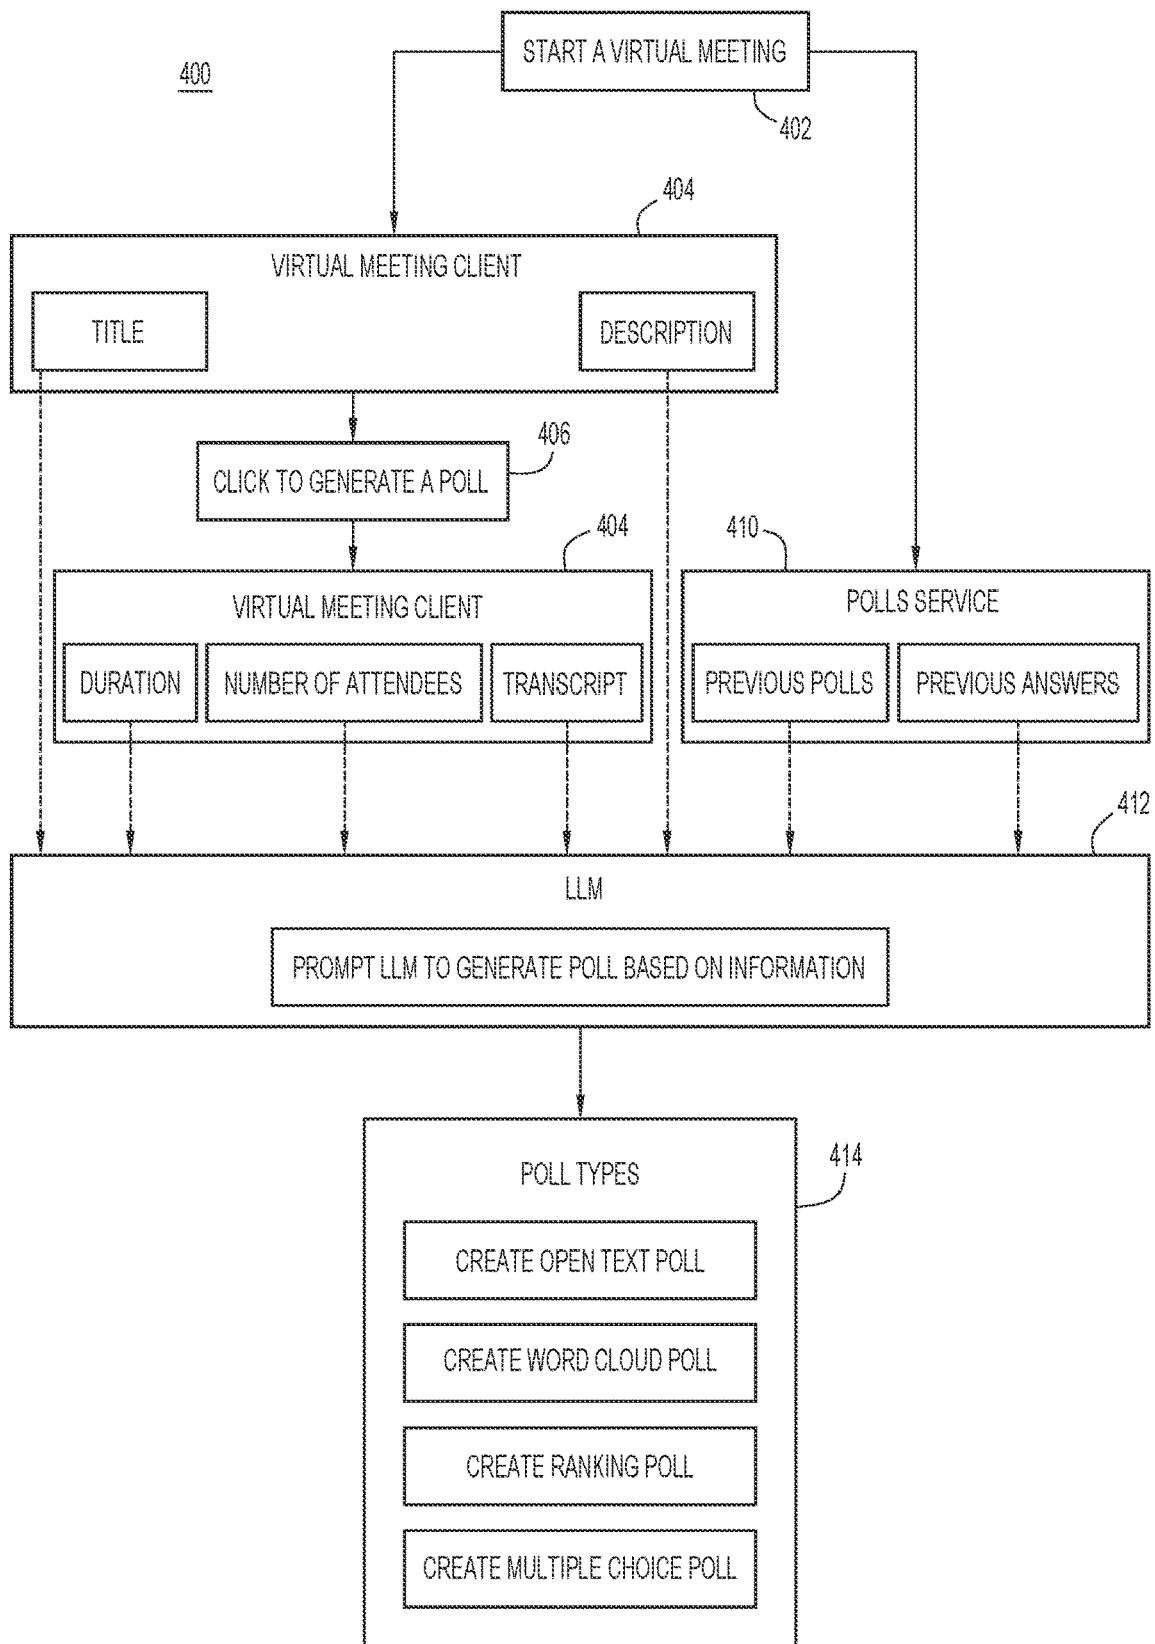 START A VIRTUAL MEETING
400
402
404
VIRTUAL MEETING CLIENT
TITLE
DESCRIPTION
406
CLICK TO GENERATE A POLL
404
410
VIRTUAL MEETING CLIENT
POLLS SERVICE
DURATION
NUMBER OF ATTENDEES
TRANSCRIPT
PREVIOUS POLLS
PREVIOUS ANSWERS
412
LLM
PROMPT LLM TO GENERATE POLL BASED ON INFORMATION
414
POLL TYPES
CREATE OPEN TEXT POLL
CREATE WORD CLOUD POLL
CREATE RANKING POLL
CREATE MULTIPLE CHOICE POLL